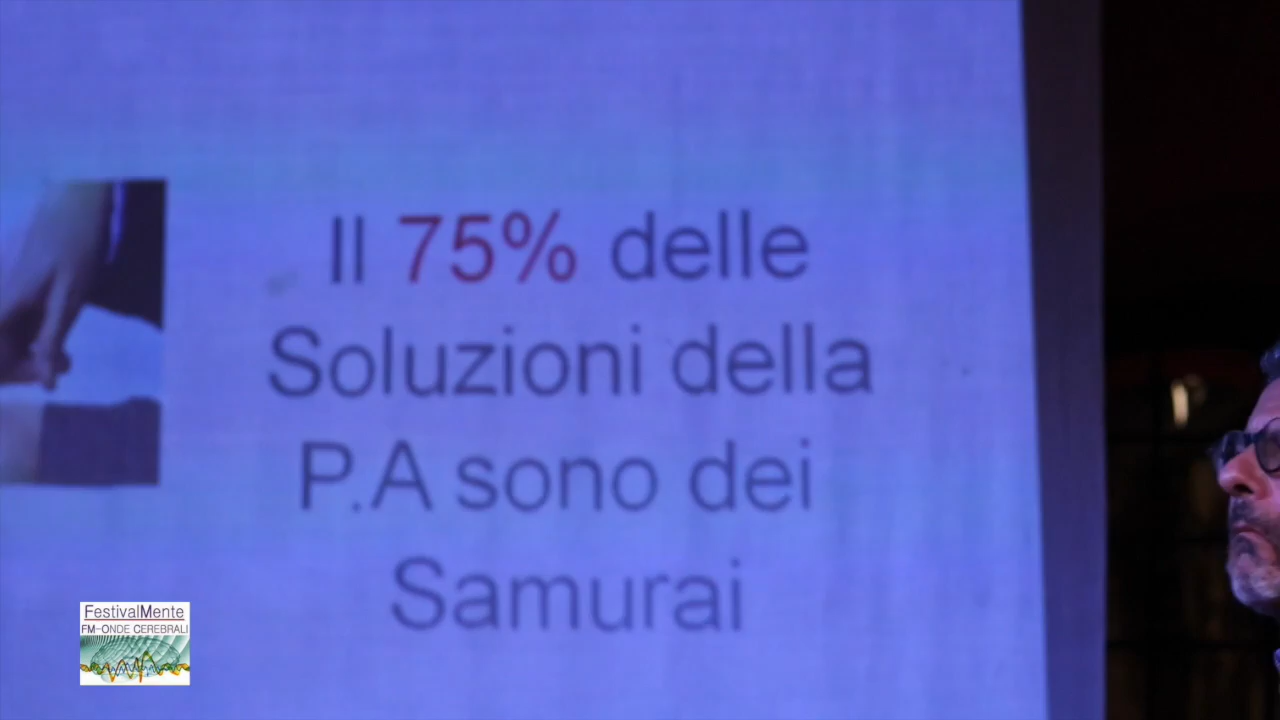 Il 75% delle
Soluzioni della
P.A sono dei
Samurai
FestivalMente
FM-ONDE CEREBRALI